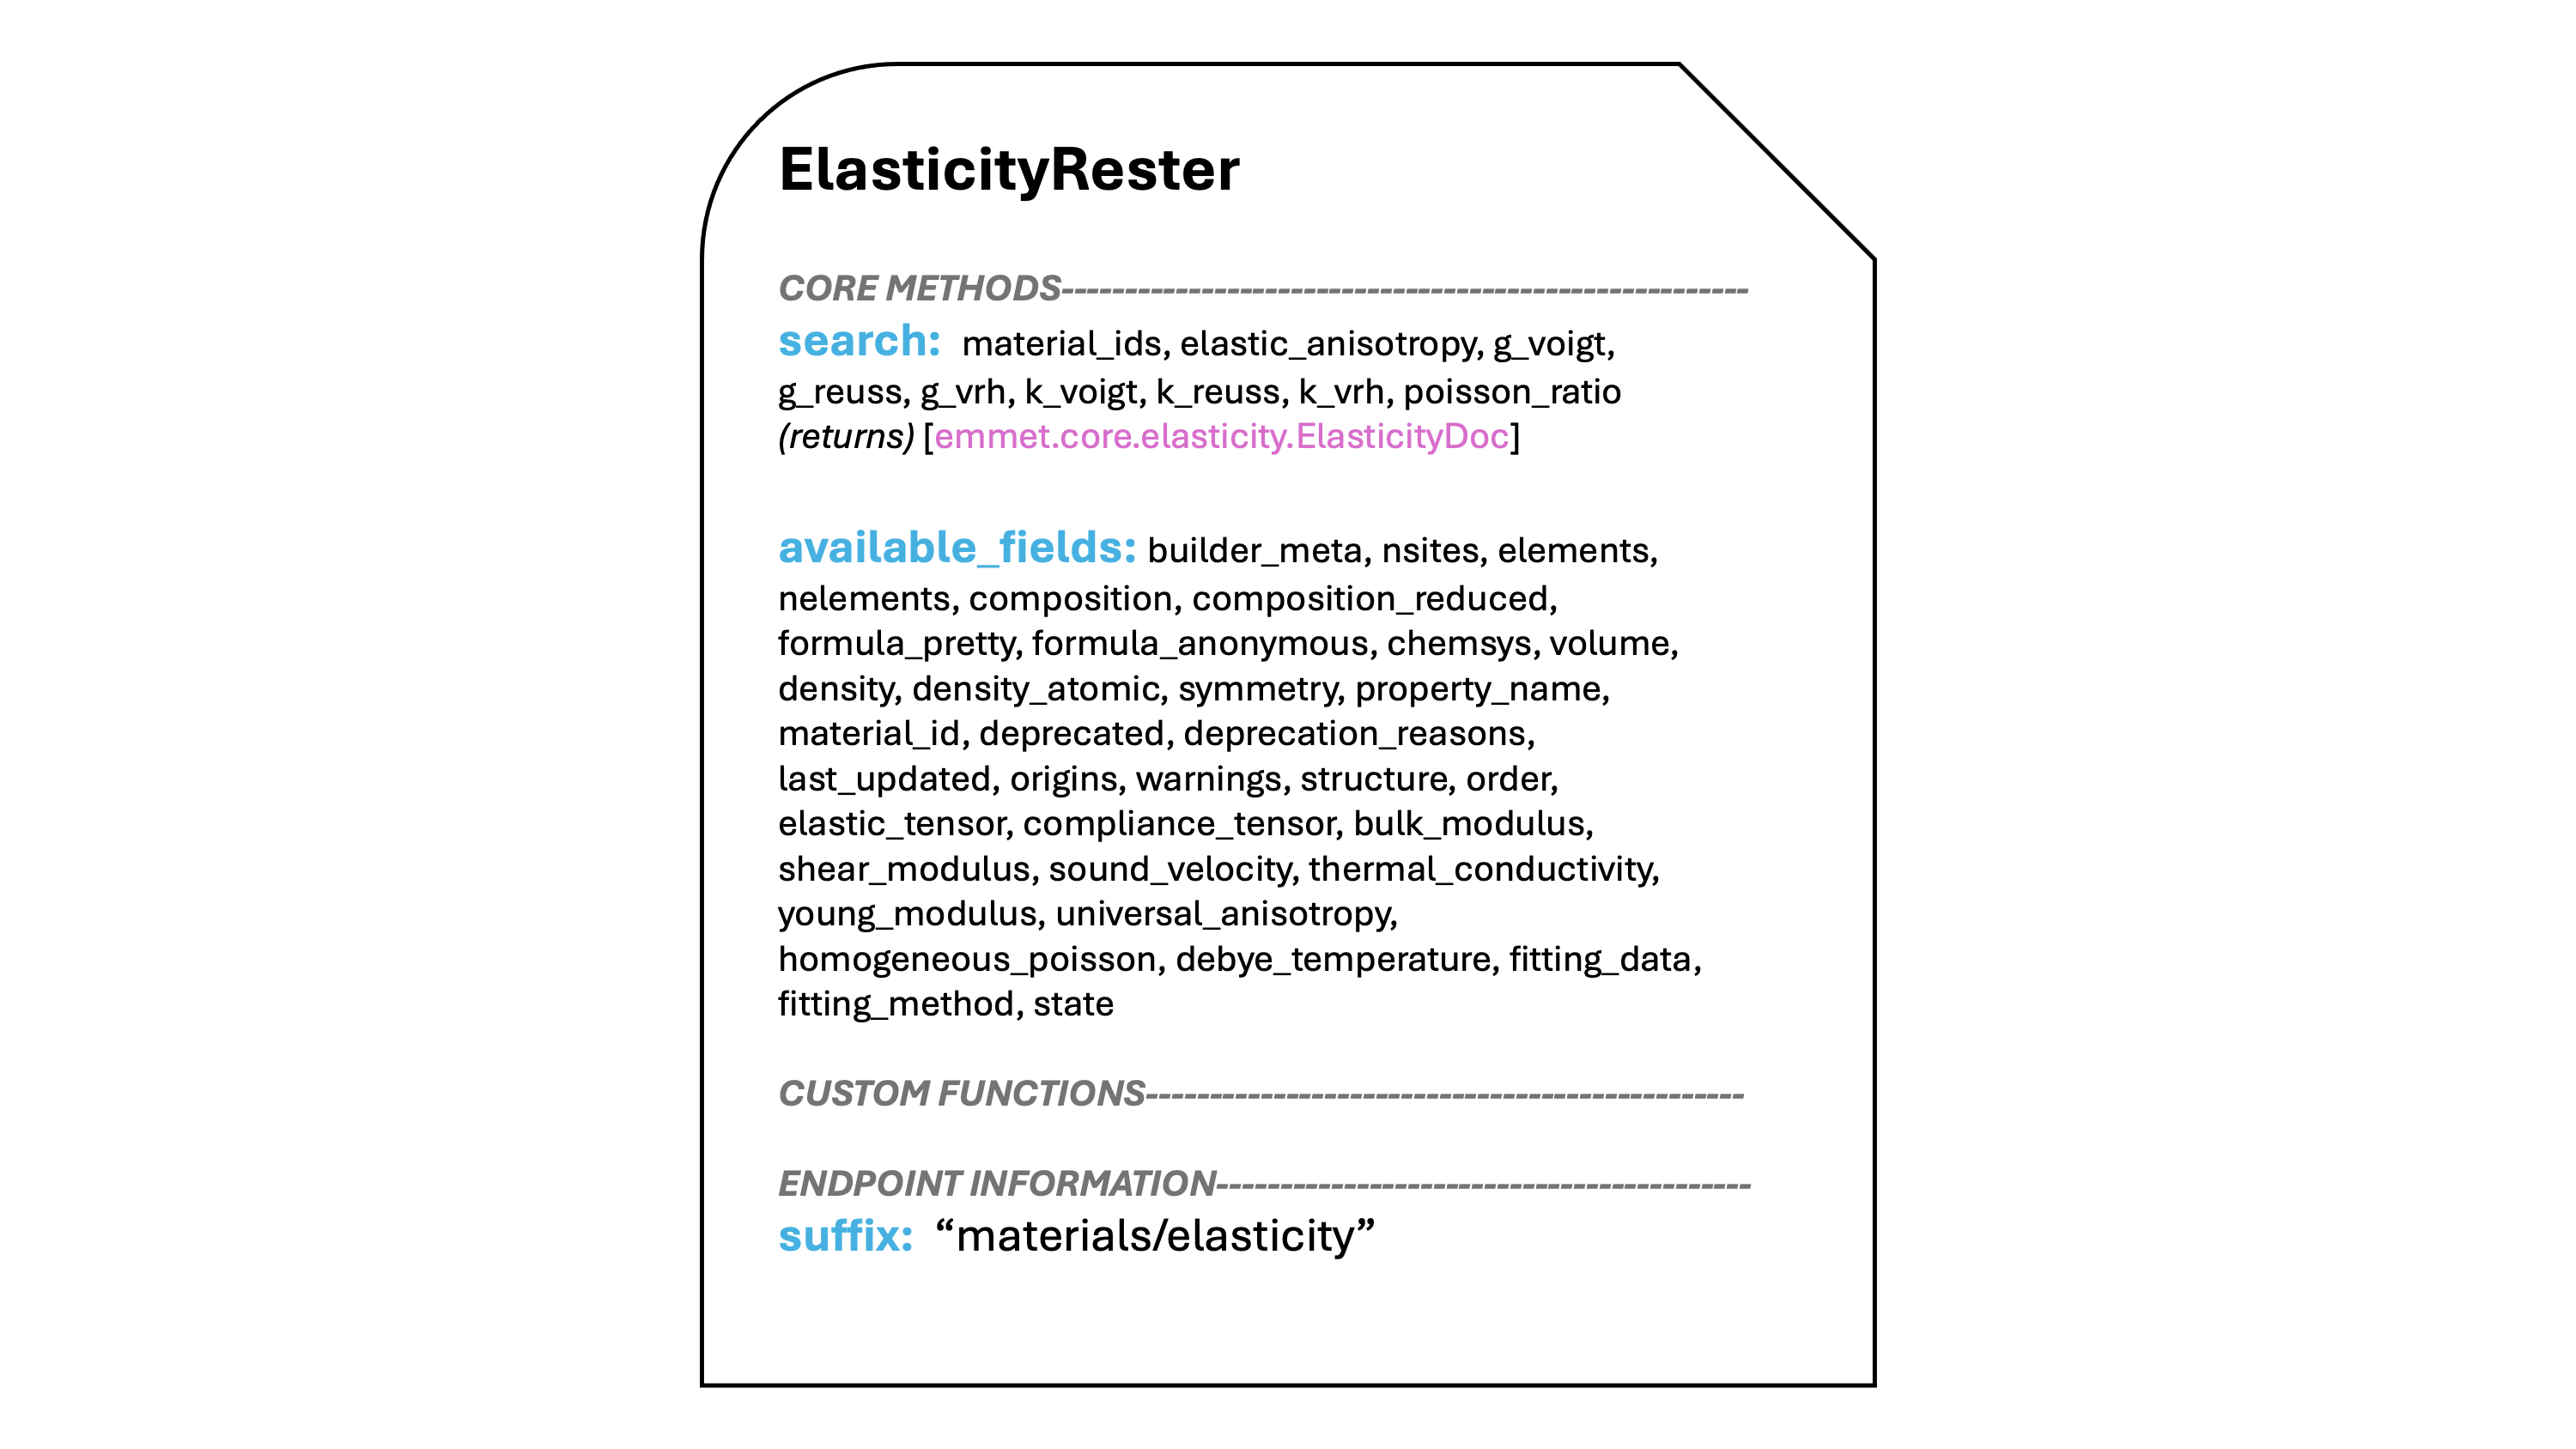 ElasticityRester
CORE METHODS------------------------------------------------------
search: material_ids, elastic_anisotropy, g_voigt,
g_reuss, g_vrh, k_voigt, k_reuss, k_vrh, poisson_ratio
(returns) [emmet.core.elasticity.ElasticityDoc]
available_fields: builder_meta, nsites, elements,
nelements, composition, composition_reduced,
formula_pretty, formula_anonymous, chemsys, volume,
density, density_atomic, symmetry, property_name,
material_id, deprecated, deprecation_reasons,
last_updated, origins, warnings, structure, order,
elastic_tensor, compliance_tensor, bulk_modulus,
shear_modulus, sound_velocity, thermal_conductivity,
young_modulus, universal_anisotropy,
homogeneous_poisson, debye_temperature, fitting_data,
fitting_method, state
CUSTOM FUNCTIONS-----------------------------------------------
ENDPOINT INFORMATION------------------------------------------
suffix: “materials/elasticity”